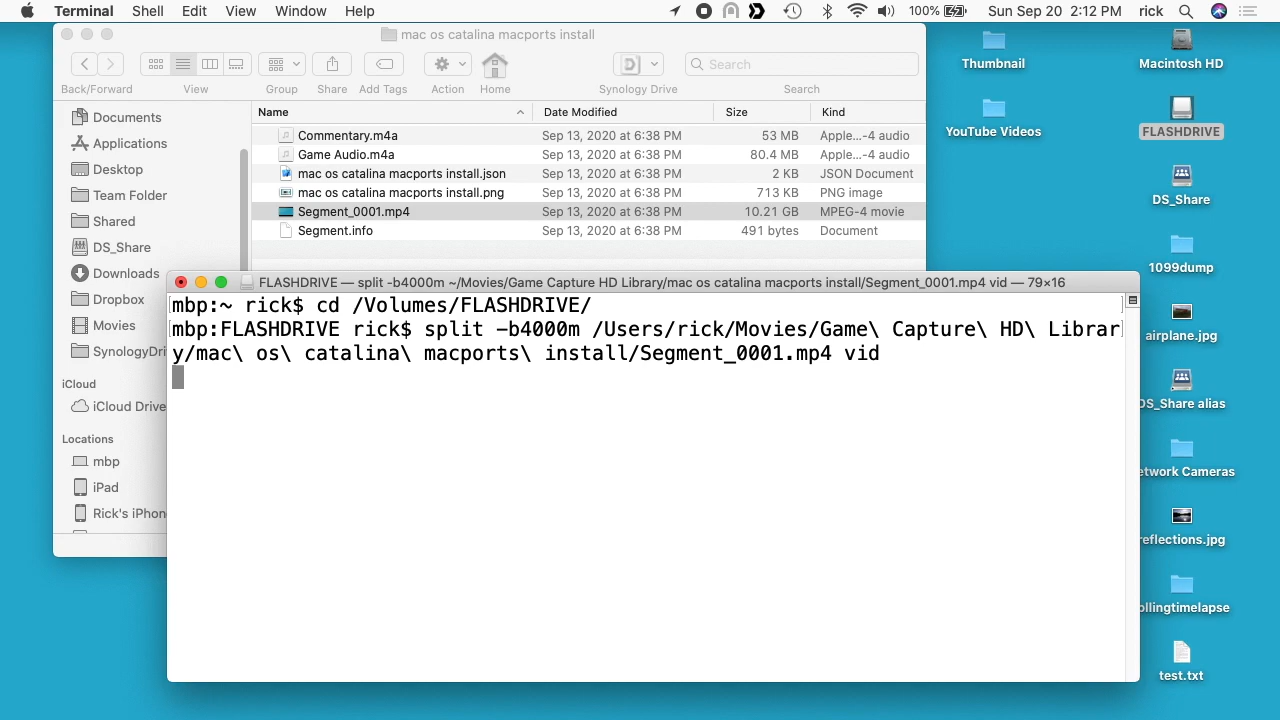 Terminal Shell Edit View Window Help 100% Sun Sep 20 2:12 PM rick
mac os catalina macports install
Search
Back/Forward View Group Share Add Tags Action Home Synology Drive Search
Name Date Modified Size Kind
Commentary.m4a Sep 13, 2020 at 6:38 PM 53 MB Apple...-4 audio
Game Audio.m4a Sep 13, 2020 at 6:38 PM 80.4 MB Apple...-4 audio
mac os catalina macports install.json Sep 13, 2020 at 6:38 PM 2 KB JSON Document
mac os catalina macports install.png Sep 13, 2020 at 6:38 PM 713 KB PNG image
Segment_0001.mp4 Sep 13, 2020 at 6:38 PM 10.21 GB MPEG-4 movie
Segment.info Sep 13, 2020 at 6:38 PM 491 bytes Document
Documents
Applications
Desktop
Team Folder
Shared
DS_Share
Downloads
Dropbox
Movies
SynologyDri
iCloud
iCloud Drive
Locations
mbp
iPad
Rick's iPhon
FLASHDRIVE — split -b4000m ~/Movies/Game Capture HD Library/mac os catalina macports install/Segment_0001.mp4 vid — 79×16
mbp:~ rick$ cd /Volumes/FLASHDRIVE/
mbp:FLASHDRIVE rick$ split -b4000m /Users/rick/Movies/Game\ Capture\ HD\ Librar
y/mac\ os\ catalina\ macports\ install/Segment_0001.mp4 vid
Thumbnail
Macintosh HD
YouTube Videos
FLASHDRIVE
DS_Share
1099dump
airplane.jpg
DS_Share alias
etwork Cameras
reflections.jpg
ollingtimelapse
test.txt